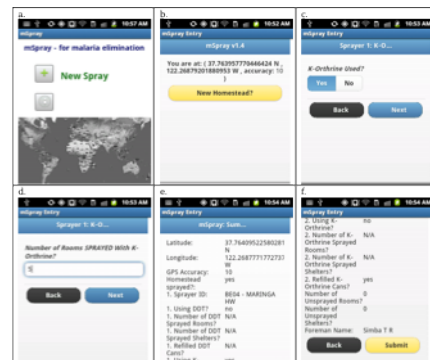 a.
10:57 AM
mSpray
mSpray - for malaria elimination
New Spray
b.
10:52 AM
mSpray Entry
mSpray v1.4
You are at: ( 37.763957770446424 N ,
122.26879201880953 W , accuracy: 10
)
New Homestead?
c.
10:53 AM
mSpray Entry
Sprayer 1: K-O...
K-Orthrine Used?
Yes No
Back Next
d.
10:53 AM
mSpray Entry
Sprayer 1: K-O...
Number of Rooms SPRAYED With K-
Orthrine?
5
Back Next
e.
10:54 AM
mSpray Entry
mSpray: Sum...
Latitude: 37.76409522580281
N
Longitude: 122.2687771772737
W
GPS Accuracy: 10
Homestead yes
sprayed?:
1. Sprayer ID: BE04 - MARINGA
HW
1. Using DDT? no
1. Number of DDT N/A
Sprayed Rooms?
1. Number of DDT N/A
Sprayed Shelters?
1. Refilled DDT N/A
Cans?
1. Using K- yes
f.
10:54 AM
mSpray Entry
2. Using K- no
Orthrine?
2. Number of K- N/A
Orthrine Sprayed
Rooms?
2. Number of K- N/A
Orthrine Sprayed
Shelters?
2. Refilled K- yes
Orthrine Cans?
Number of 0
Unsprayed Rooms?
Number of 0
Unsprayed
Shelters?
Foreman Name: Simba T R
Back Submit